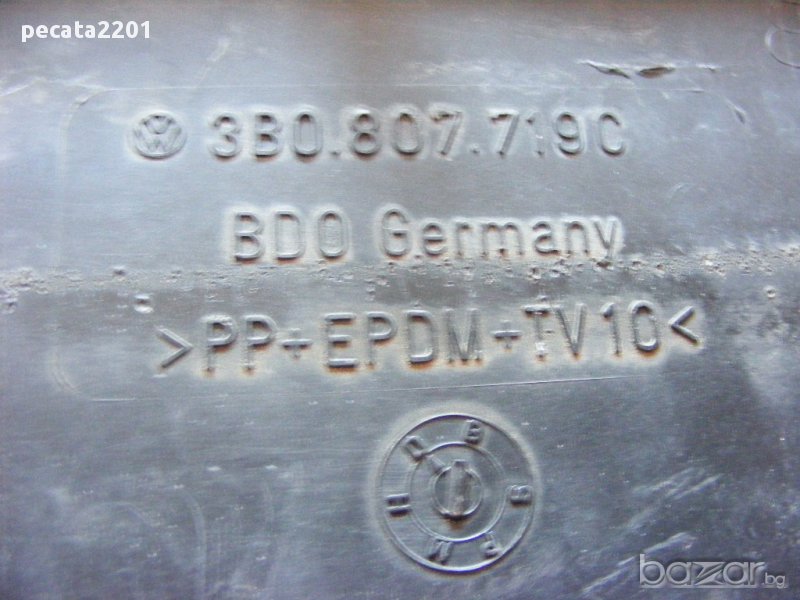 pecata2201
3B0.807.719C
BDO Germany
>PP+EPDM+TV10<
bazar.bg